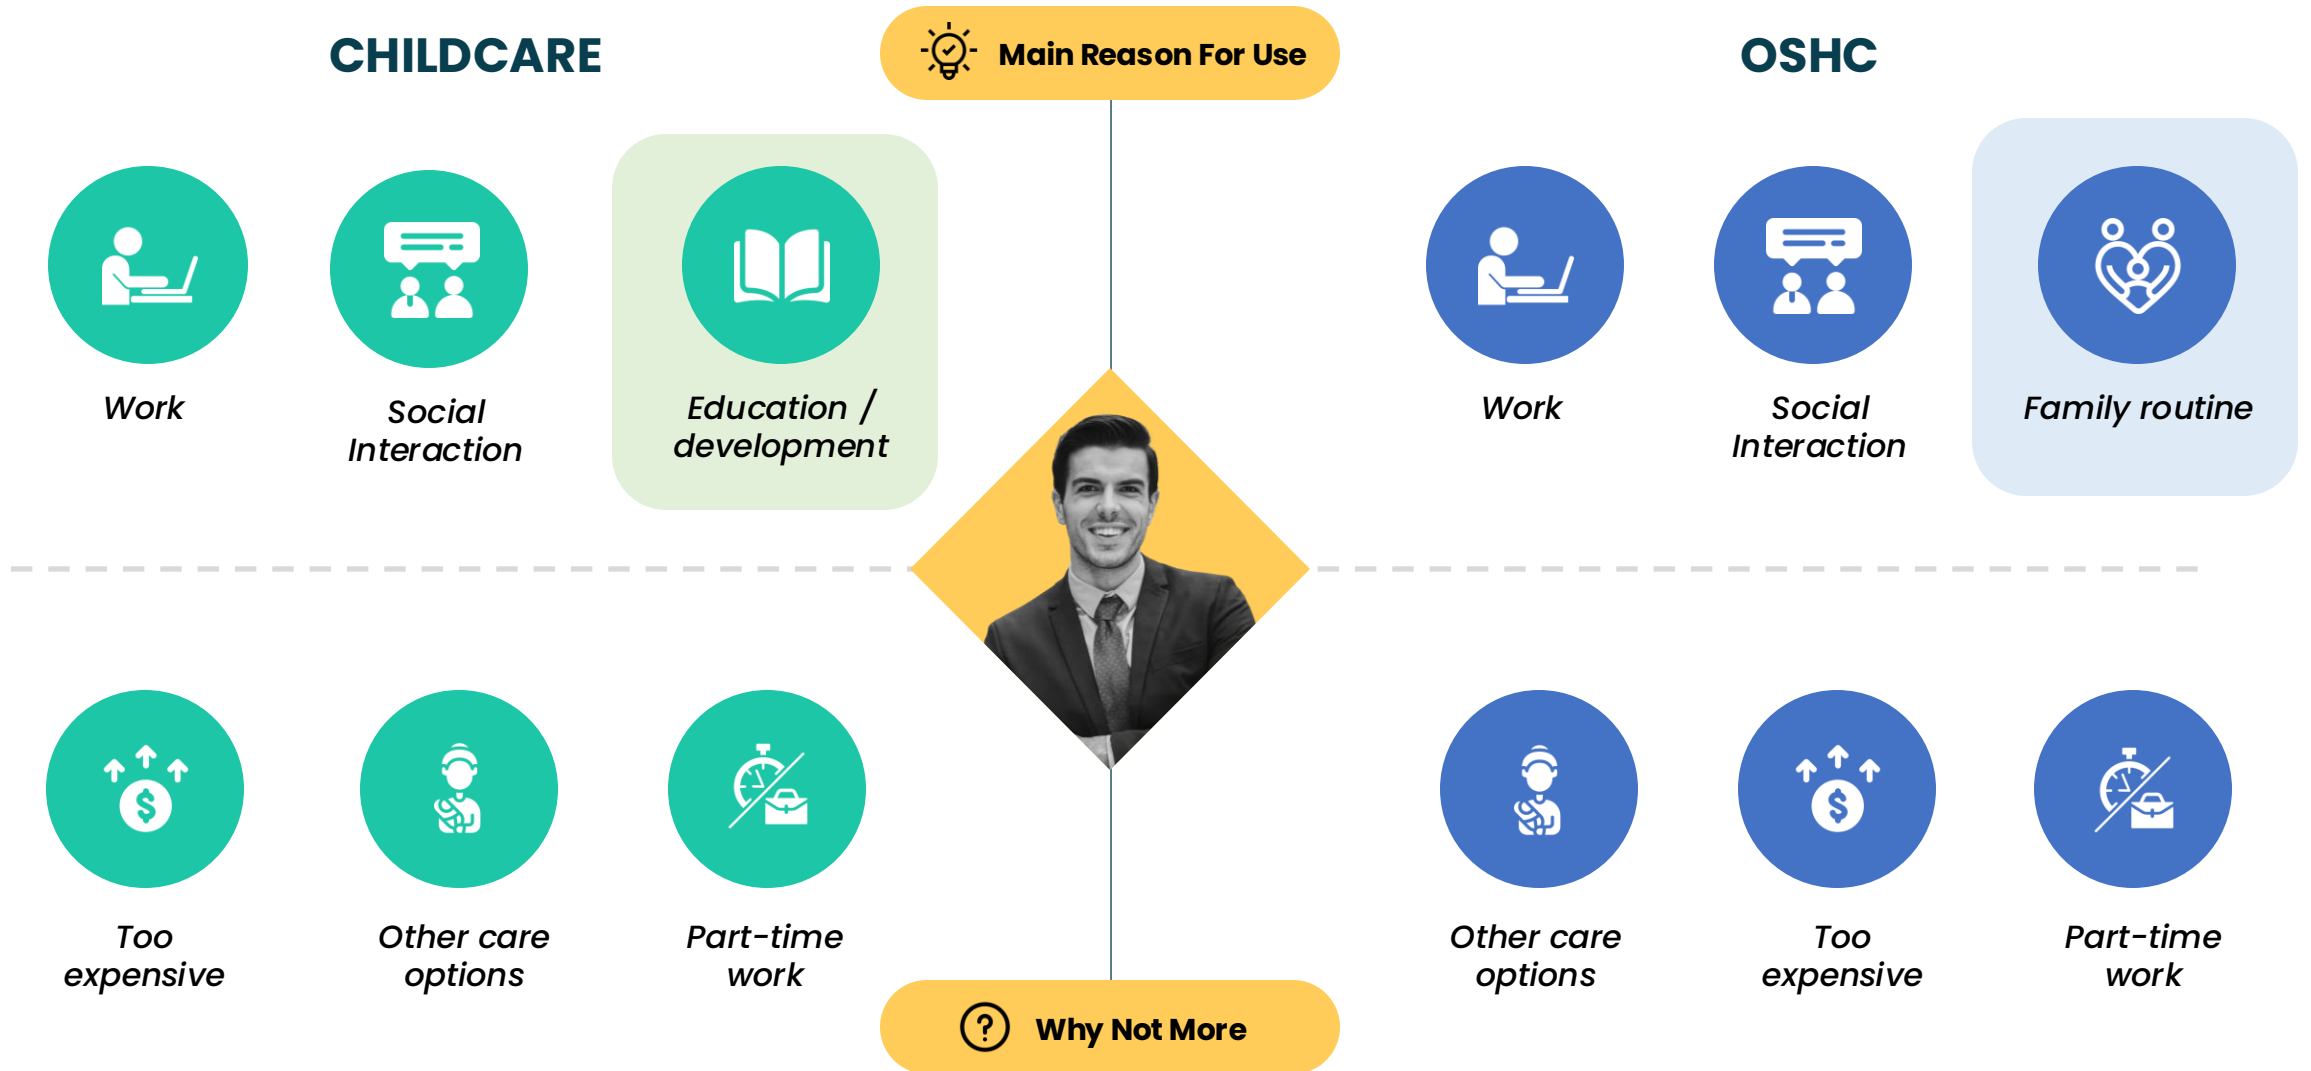 CHILDCARE
Main Reason For Use
OSHC
Work
Social
Interaction
Education /
development
Work
Social
Interaction
Family routine
Too
expensive
Other care
options
Part-time
work
Other care
options
Too
expensive
Part-time
work
Why Not More